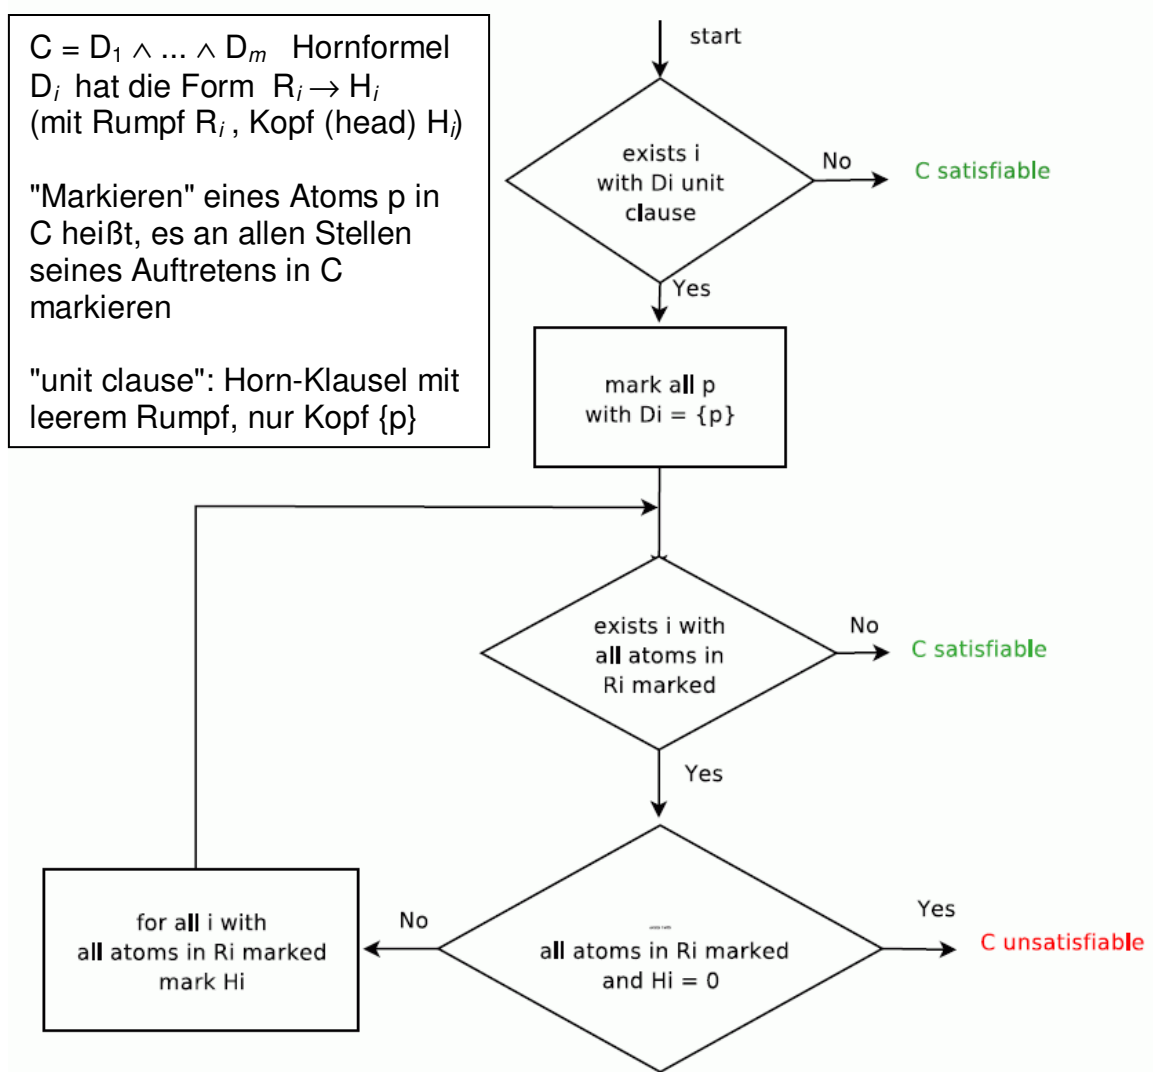 C = D₁ ∧ ... ∧ Dₘ Hornformel
Dᵢ hat die Form Rᵢ → Hᵢ
(mit Rumpf Rᵢ , Kopf (head) Hᵢ)
"Markieren" eines Atoms p in
C heißt, es an allen Stellen
seines Auftretens in C
markieren
"unit clause": Horn-Klausel mit
leerem Rumpf, nur Kopf {p}
start
exists i
with Di unit
clause
No
C satisfiable
Yes
mark all p
with Di = {p}
exists i with
all atoms in
Ri marked
No
C satisfiable
Yes
all atoms in Ri marked
and Hi = 0
Yes
C unsatisfiable
No
for all i with
all atoms in Ri marked
mark Hi